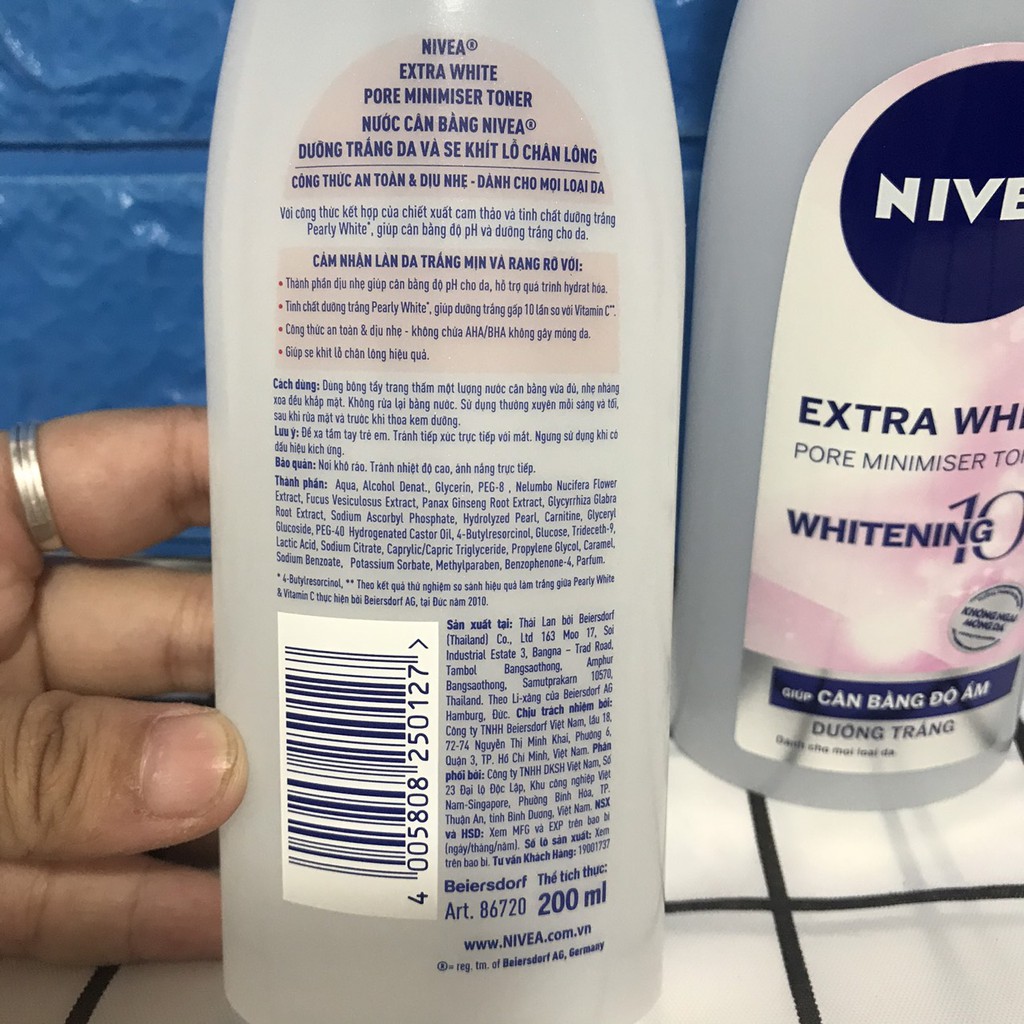 NIVEA®
EXTRA WHITE
PORE MINIMISER TONER
NƯỚC CÂN BẰNG NIVEA®
DƯỠNG TRẮNG DA VÀ SE KHÍT LỖ CHÂN LÔNG
CÔNG THỨC AN TOÀN & DỊU NHẸ - DÀNH CHO MỌI LOẠI DA
Với công thức kết hợp của chiết xuất cam thảo và tinh chất dưỡng trắng
Pearly White*, giúp cân bằng độ pH và dưỡng trắng cho da.
CẢM NHẬN LÀN DA TRẮNG MỊN VÀ RẠNG RỠ VỚI:
• Thành phần dịu nhẹ giúp cân bằng độ pH cho da, hỗ trợ quá trình hydrat hóa.
• Tinh chất dưỡng trắng Pearly White*, giúp dưỡng trắng gấp 10 lần so với Vitamin C**.
• Công thức an toàn & dịu nhẹ - không chứa AHA/BHA không gây mỏng da.
• Giúp se khít lỗ chân lông hiệu quả.
Cách dùng: Dùng bông tẩy trang thấm một lượng nước cân bằng vừa đủ, nhẹ nhàng
xoa đều khắp mặt. Không rửa lại bằng nước. Sử dụng thường xuyên mỗi sáng và tối,
sau khi rửa mặt và trước khi thoa kem dưỡng.
Lưu ý: Để xa tầm tay trẻ em. Tránh tiếp xúc trực tiếp với mắt. Ngưng sử dụng khi có
dấu hiệu kích ứng.
Bảo quản: Nơi khô ráo. Tránh nhiệt độ cao, ánh nắng trực tiếp.
Thành phần: Aqua, Alcohol Denat., Glycerin, PEG-8 , Nelumbo Nucifera Flower
Extract, Fucus Vesiculosus Extract, Panax Ginseng Root Extract, Glycyrrhiza Glabra
Root Extract, Sodium Ascorbyl Phosphate, Hydrolyzed Pearl, Carnitine, Glyceryl
Glucoside, PEG-40 Hydrogenated Castor Oil, 4-Butylresorcinol, Glucose, Trideceth-9,
Lactic Acid, Sodium Citrate, Caprylic/Capric Triglyceride, Propylene Glycol, Caramel,
Sodium Benzoate, Potassium Sorbate, Methylparaben, Benzophenone-4, Parfum.
* 4-Butylresorcinol, ** Theo kết quả thử nghiệm so sánh hiệu quả làm trắng giữa Pearly White
& Vitamin C thực hiện bởi Beiersdorf AG, tại Đức năm 2010.
Sản xuất tại: Thái Lan bởi Beiersdorf
(Thailand) Co., Ltd 163 Moo 17, Soi
Industrial Estate 3, Bangna – Trad Road,
Tambol Bangsaothong, Amphur
Bangsaothong, Samutprakarn 10570,
Thailand. Theo Li-xăng của Beiersdorf AG
Hamburg, Đức. Chịu trách nhiệm bởi:
Công ty TNHH Beiersdorf Việt Nam, lầu 18,
72-74 Nguyễn Thị Minh Khai, Phường 6,
Quận 3, TP. Hồ Chí Minh, Việt Nam. Phân
phối bởi: Công ty TNHH DKSH Việt Nam, Số
23 Đại lộ Độc Lập, Khu công nghiệp Việt
Nam-Singapore, Phường Bình Hòa, TP.
Thuận An, tỉnh Bình Dương, Việt Nam. NSX
và HSD: Xem MFG và EXP trên bao bì
(ngày/tháng/năm). Số lô sản xuất: Xem
trên bao bì. Tư vấn Khách Hàng: 19001737
4 005808 250127 >
Beiersdorf Thể tích thực:
Art. 86720 200 ml
www.NIVEA.com.vn
®= reg. tm. of Beiersdorf AG, Germany
NIVE
EXTRA WHI
PORE MINIMISER TON
WHITENING 10
KHÔNG NGẠI
MỎNG DA
GIÚP CÂN BẰNG ĐỘ ẨM
DƯỠNG TRẮNG
Dành cho mọi loại da.